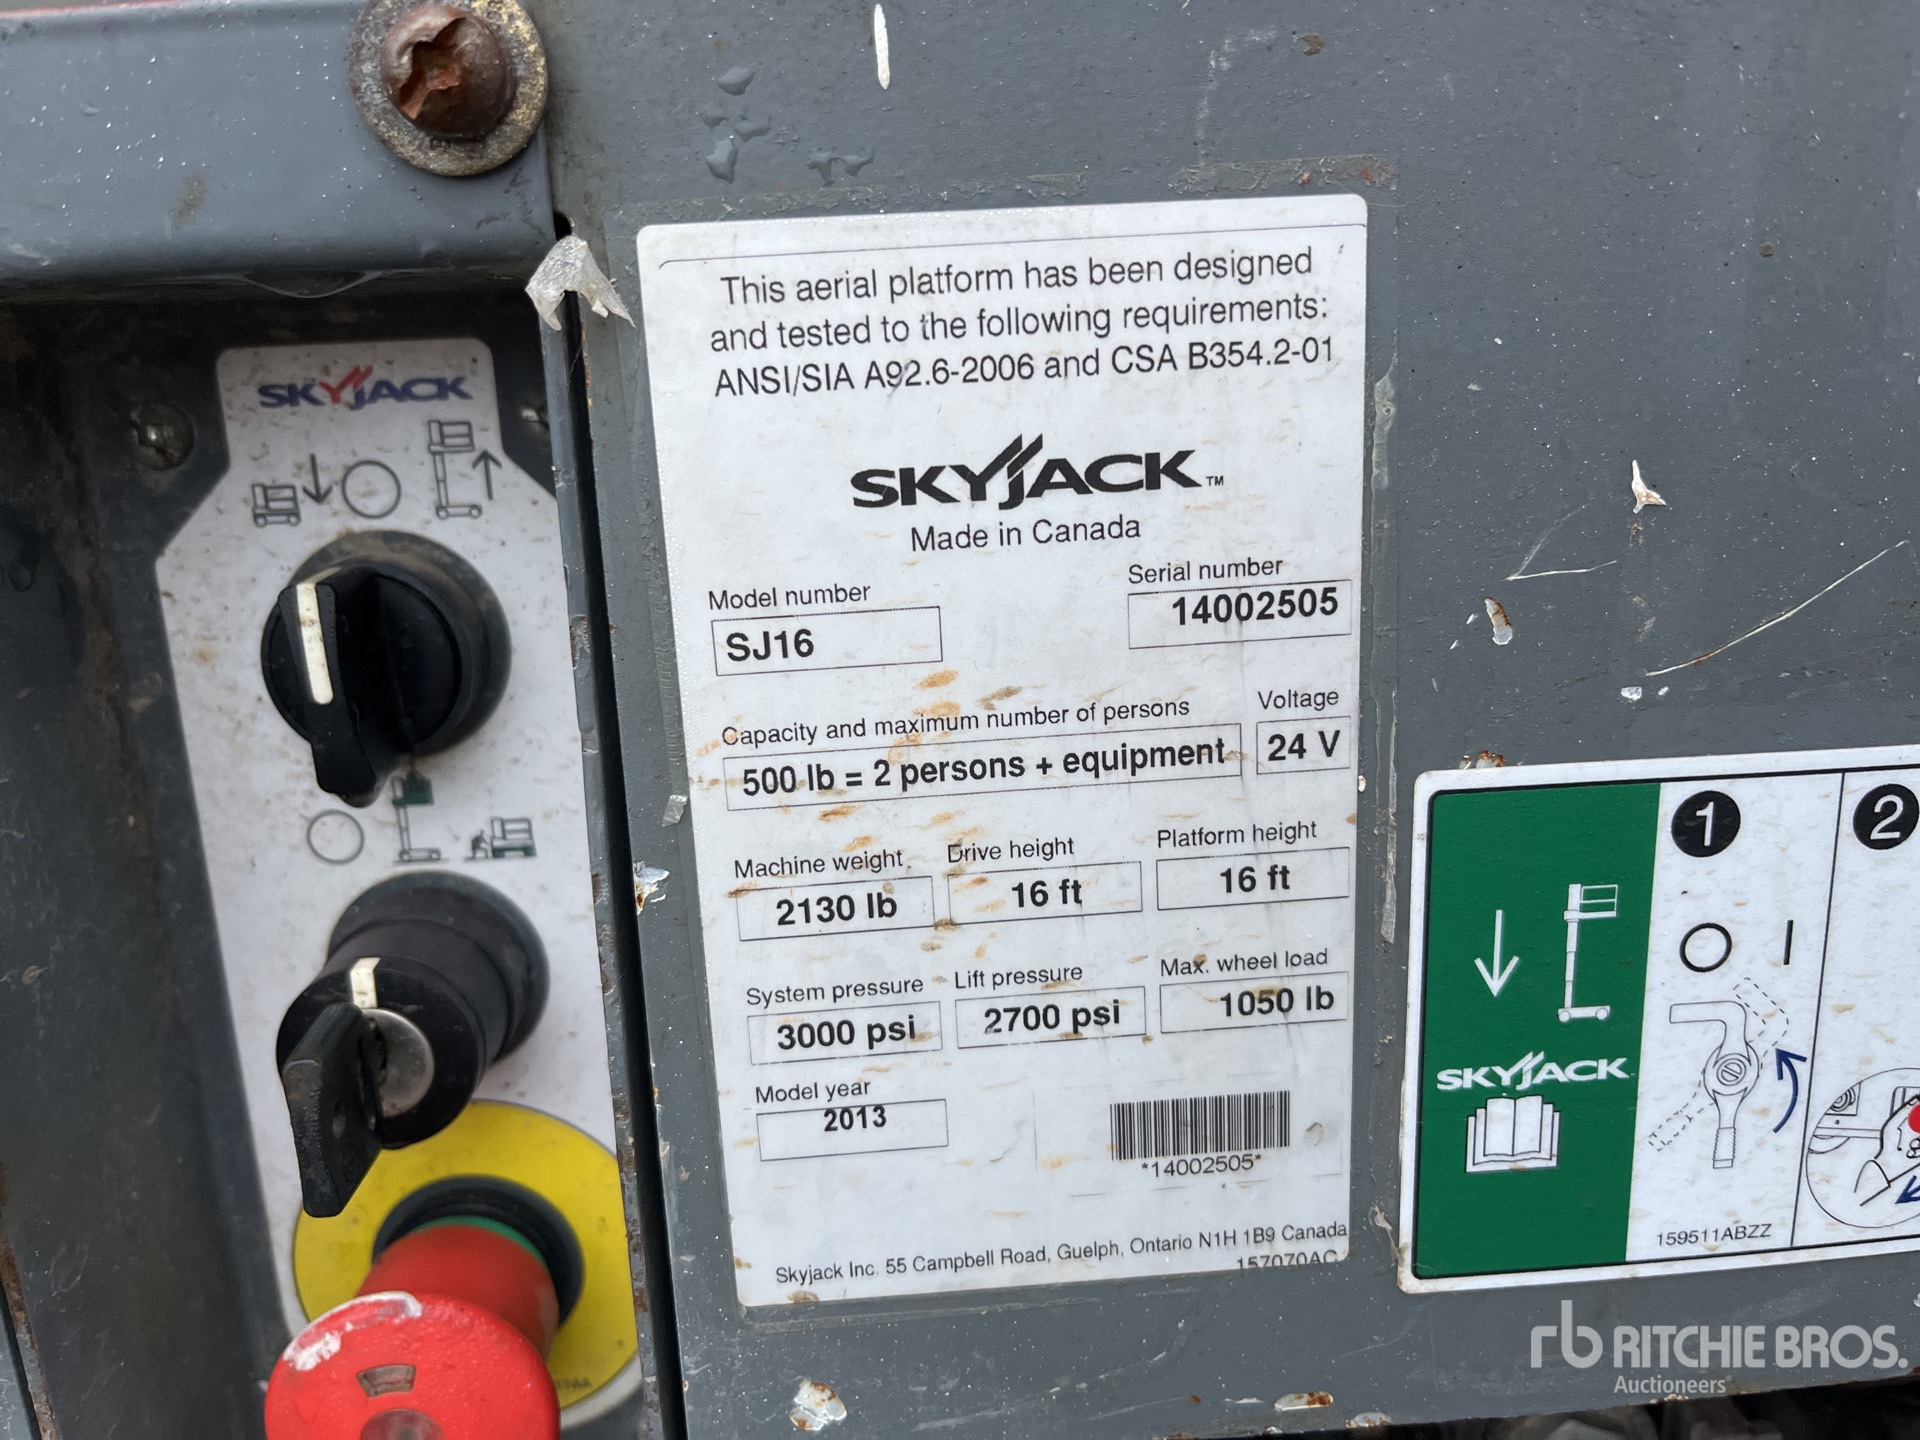 SKYJACK
This aerial platform has been designed
and tested to the following requirements:
ANSI/SIA A92.6-2006 and CSA B354.2-01
SKYJACK™
Made in Canada
Model number
SJ16
Serial number
14002505
Capacity and maximum number of persons
500 lb = 2 persons + equipment
Voltage
24 V
Machine weight
2130 lb
Drive height
16 ft
Platform height
16 ft
System pressure
3000 psi
Lift pressure
2700 psi
Max. wheel load
1050 lb
Model year
2013
*14002505*
Skyjack Inc. 55 Campbell Road, Guelph, Ontario N1H 1B9 Canada
157070AC
SKYJACK
1
2
159511ABZZ
rb RITCHIE BROS.
Auctioneers